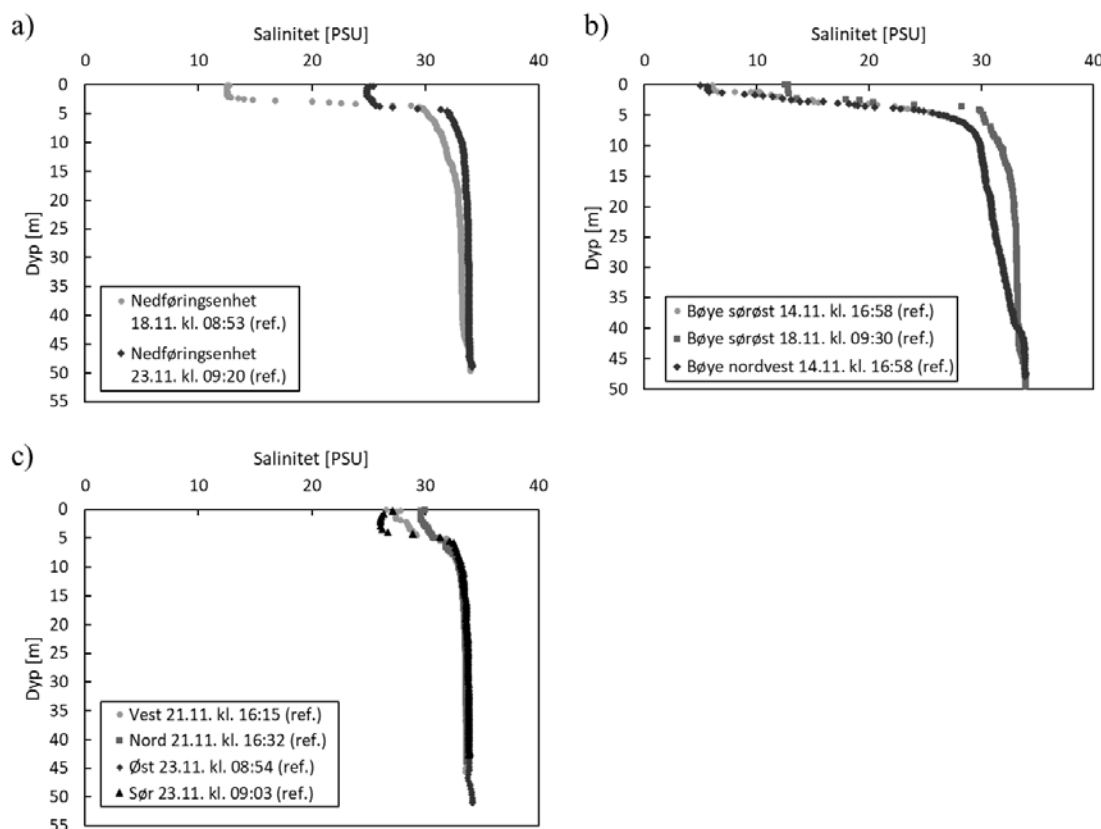 a)
Salinitet [PSU]
0 10 20 30 40
0
5
10
15
20
25
30
35
40
45
50
55
Dyp [m]
Nedføringsenhet
18.11. kl. 08:53 (ref.)
Nedføringsenhet
23.11. kl. 09:20 (ref.)
b)
Salinitet [PSU]
0 10 20 30 40
0
5
10
15
20
25
30
35
40
45
50
Dyp [m]
Bøye sørøst 14.11. kl. 16:58 (ref.)
Bøye sørøst 18.11. kl. 09:30 (ref.)
Bøye nordvest 14.11. kl. 16:58 (ref.)
c)
Salinitet [PSU]
0 10 20 30 40
0
5
10
15
20
25
30
35
40
45
50
55
Dyp [m]
Vest 21.11. kl. 16:15 (ref.)
Nord 21.11. kl. 16:32 (ref.)
Øst 23.11. kl. 08:54 (ref.)
Sør 23.11. kl. 09:03 (ref.)